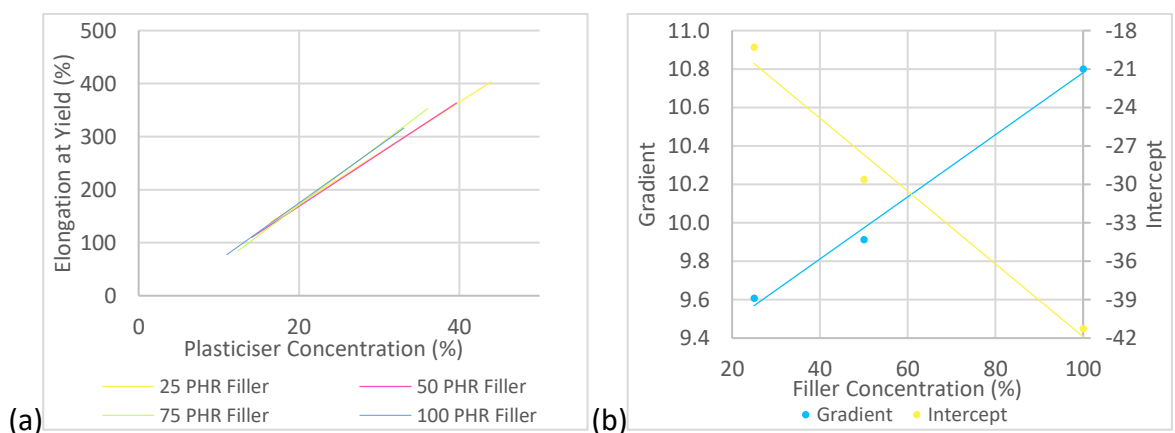 500
400
300
200
100
0
0 20 40
Elongation at Yield (%)
Plasticiser Concentration (%)
25 PHR Filler 50 PHR Filler
75 PHR Filler 100 PHR Filler
(a)
11.0
10.8
10.6
10.4
10.2
10.0
9.8
9.6
9.4
Gradient
-18
-21
-24
-27
-30
-33
-36
-39
-42
Intercept
20 40 60 80 100
Filler Concentration (%)
Gradient Intercept
(b)